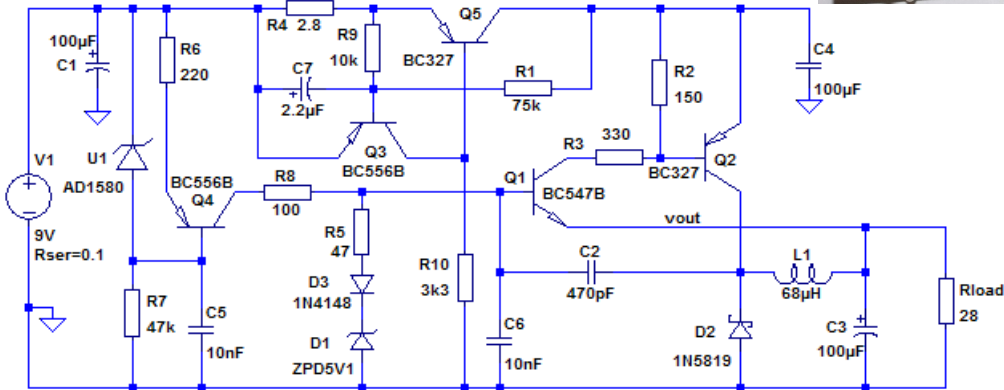 R4 2.8
Q5
100µF
C1
R6
220
R9
10k
BC327
C4
100µF
C7
2.2µF
R1
75k
R2
150
V1
U1
AD1580
Q3
BC556B
R3 330
Q2
BC327
BC556B
Q4
R8
100
Q1
BC547B
9V
Rser=0.1
R5
47
vout
R10
3k3
C2
470pF
L1
68µH
Rload
28
R7
47k
C5
10nF
D3
1N4148
D1
ZPD5V1
C6
10nF
D2
1N5819
C3
100µF